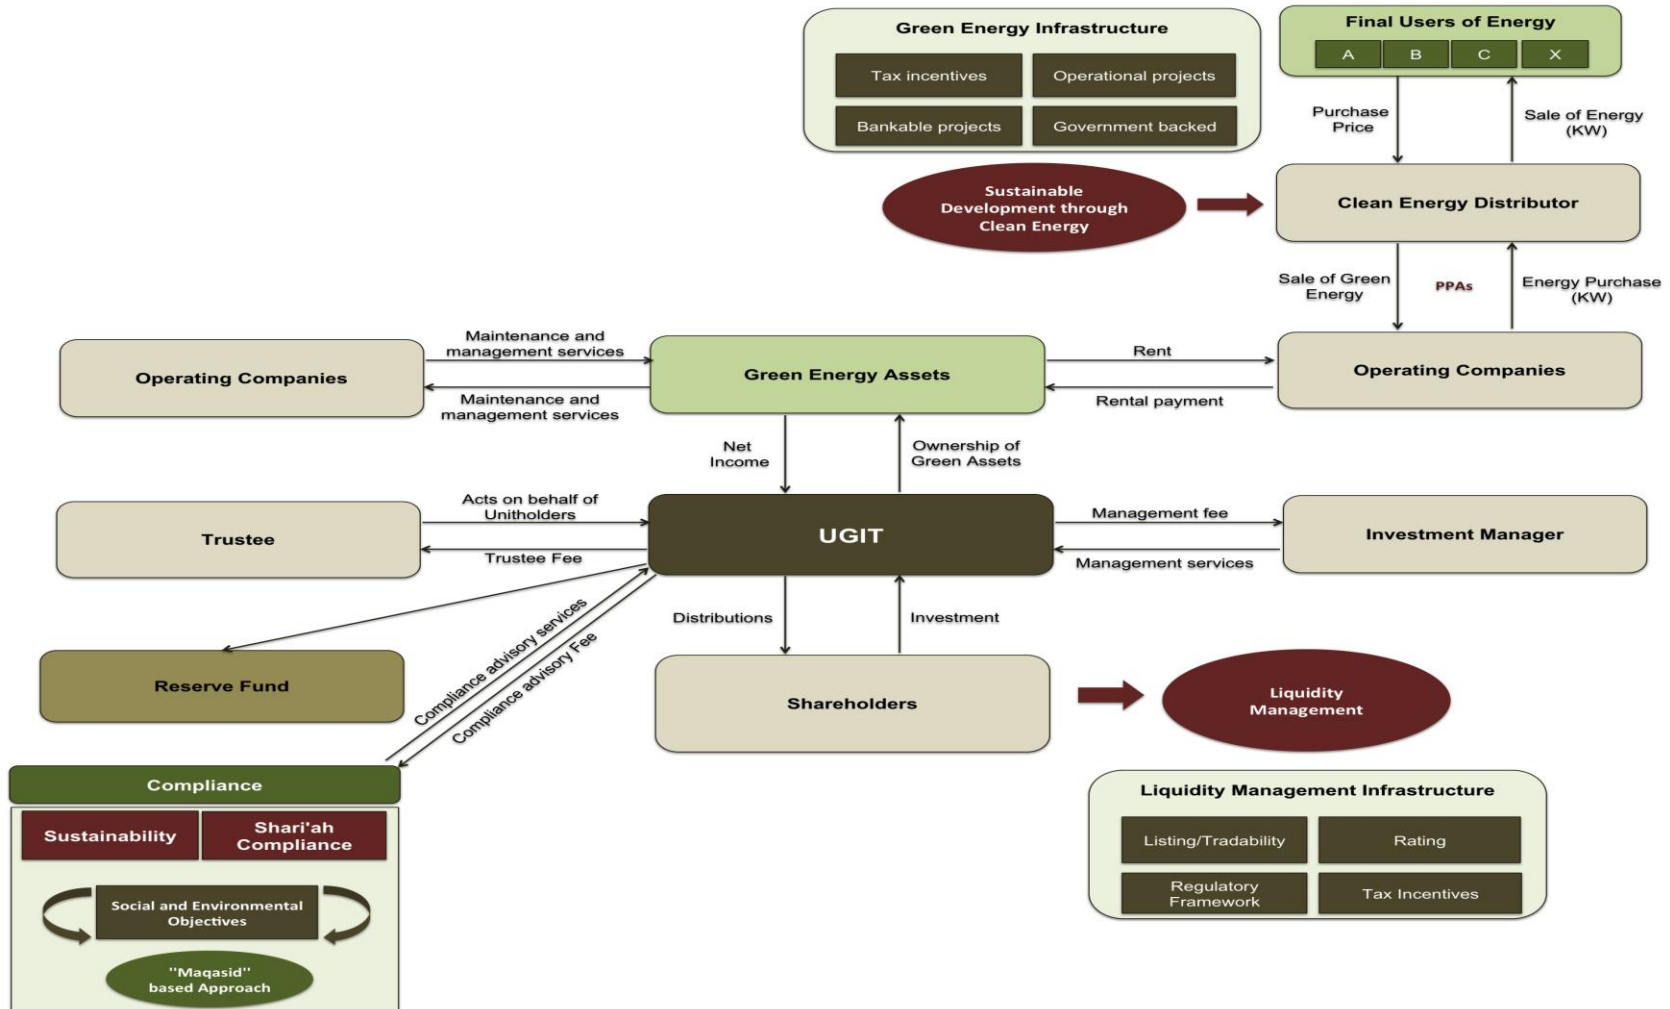 Green Energy Infrastructure
Tax incentives
Operational projects
Bankable projects
Government backed
Final Users of Energy
A
B
C
X
Purchase
Price
Sale of Energy
(KW)
Sustainable
Development through
Clean Energy
Clean Energy Distributor
Sale of Green
Energy
PPAs
Energy Purchase
(KW)
Operating Companies
Maintenance and
management services
Maintenance and
management services
Green Energy Assets
Rent
Rental payment
Operating Companies
Net
Income
Ownership of
Green Assets
Trustee
Acts on behalf of
Unitholders
Trustee Fee
UGIT
Management fee
Management services
Investment Manager
Reserve Fund
Compliance advisory services
Compliance advisory Fee
Distributions
Investment
Shareholders
Liquidity
Management
Compliance
Sustainability
Shari'ah
Compliance
Social and Environmental
Objectives
"Maqasid"
based Approach
Liquidity Management Infrastructure
Listing/Tradability
Rating
Regulatory
Framework
Tax Incentives